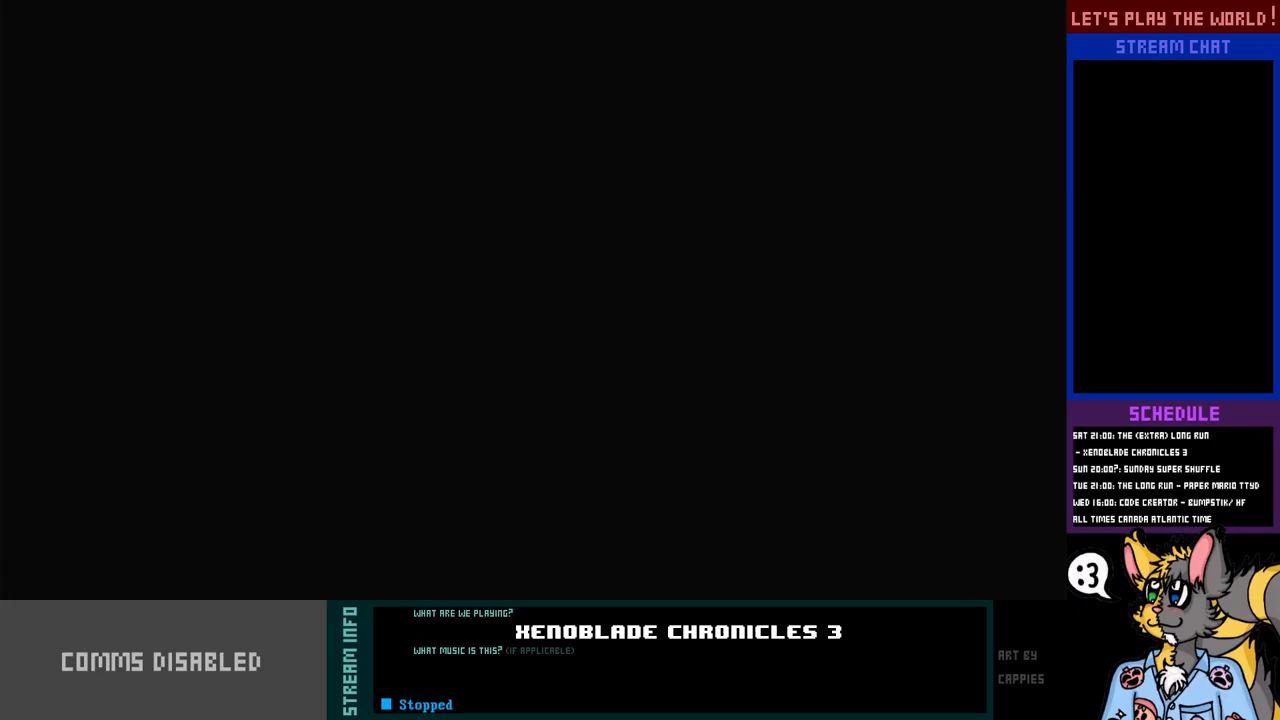 LET'S PLAY THE WORLD!
STREAM CHAT
SCHEDULE
SAT 21:00: THE (EXTRA) LONG RUN
- XENOBLADE CHRONICLES 3
SUN 20:00?: SUNDAY SUPER SHUFFLE
TUE 21:00: THE LONG RUN - PAPER MARIO TTYD
WED 16:00: CODE CREATOR - BUMPSTIK/ HF
ALL TIMES CANADA ATLANTIC TIME
:3
COMMS DISABLED
STREAM INFO
WHAT ARE WE PLAYING?
XENOBLADE CHRONICLES 3
WHAT MUSIC IS THIS? (IF APPLICABLE)
Stopped
ART BY
CAPPIES